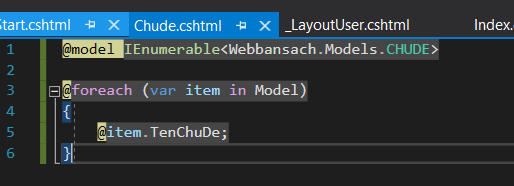 Start.cshtml Chude.cshtml _LayoutUser.cshtml Index.
1 @model IEnumerable<Webbansach.Models.CHUDE>
2
3 @foreach (var item in Model)
4 {
5 @item.TenChuDe;
6 }